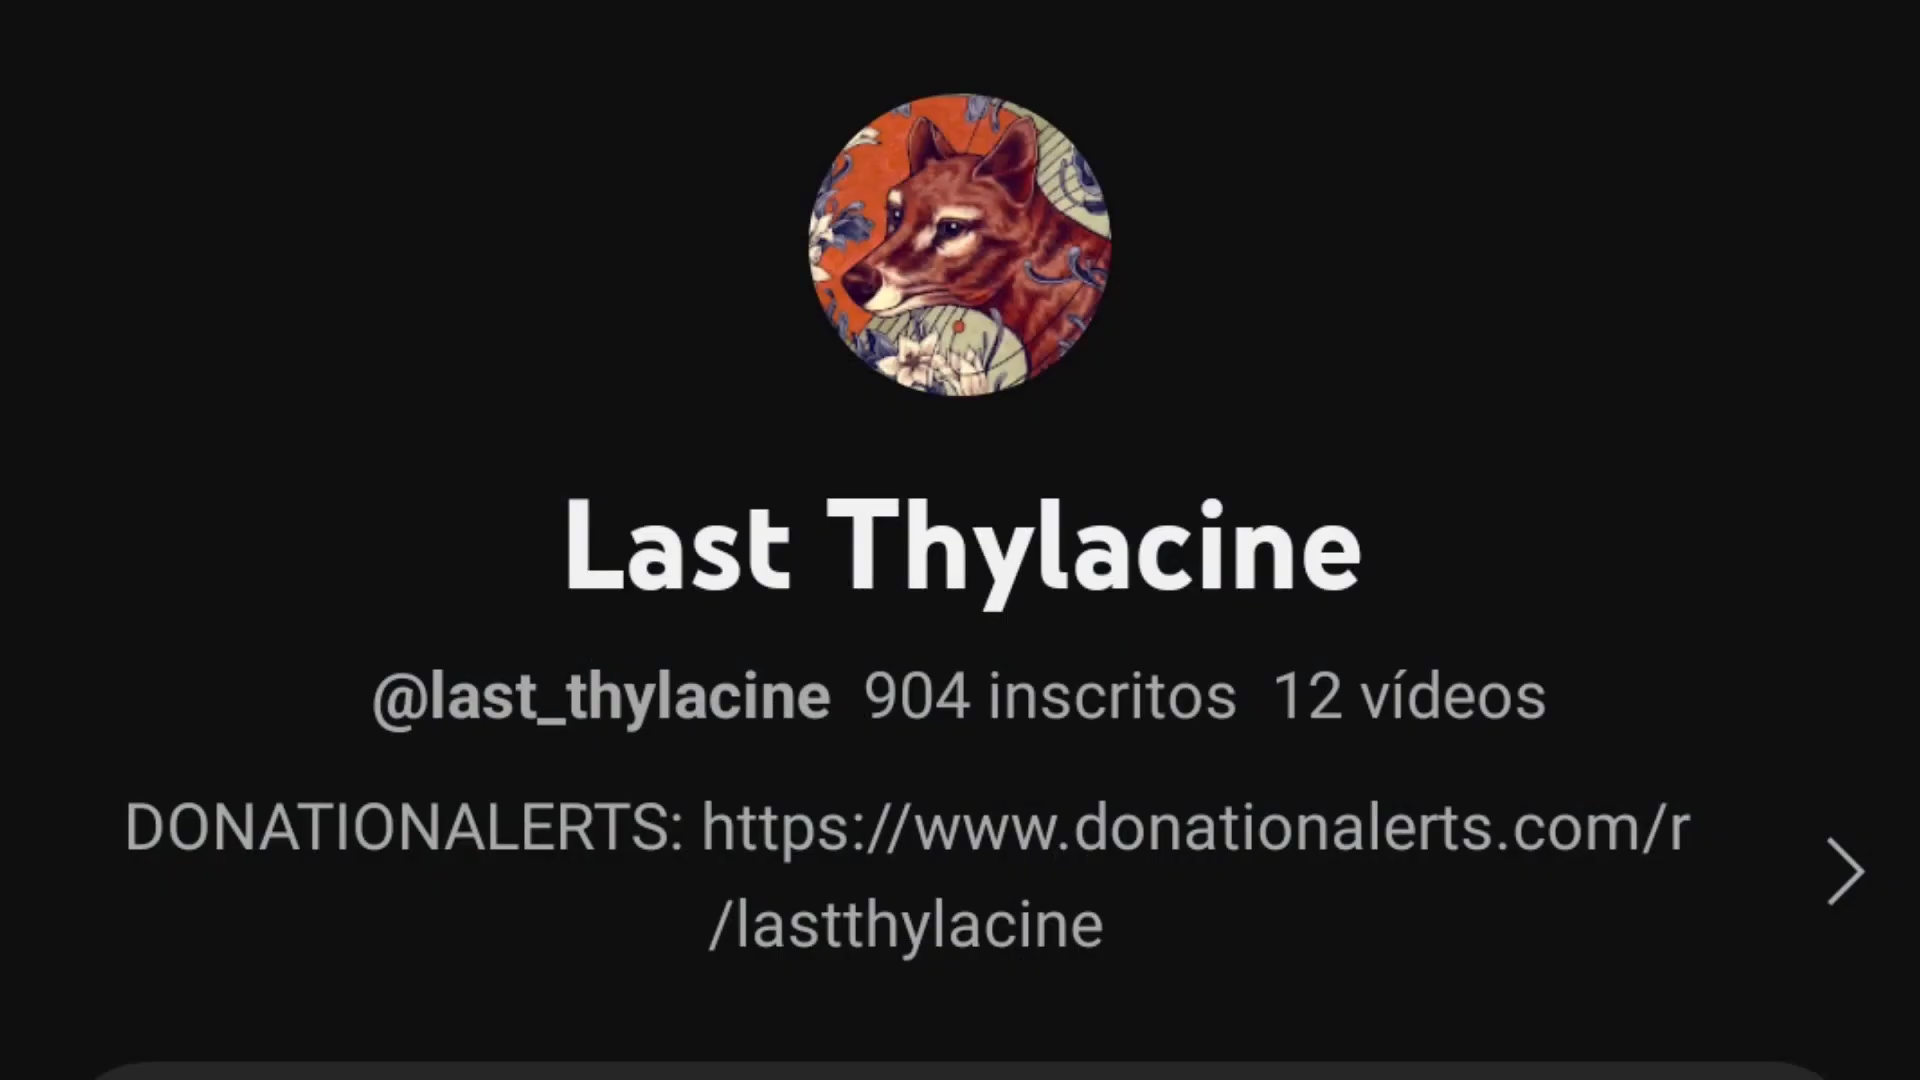 Last Thylacine
@last_thylacine 904 inscritos 12 vídeos
DONATIONALERTS: https://www.donationalerts.com/r
/lastthylacine